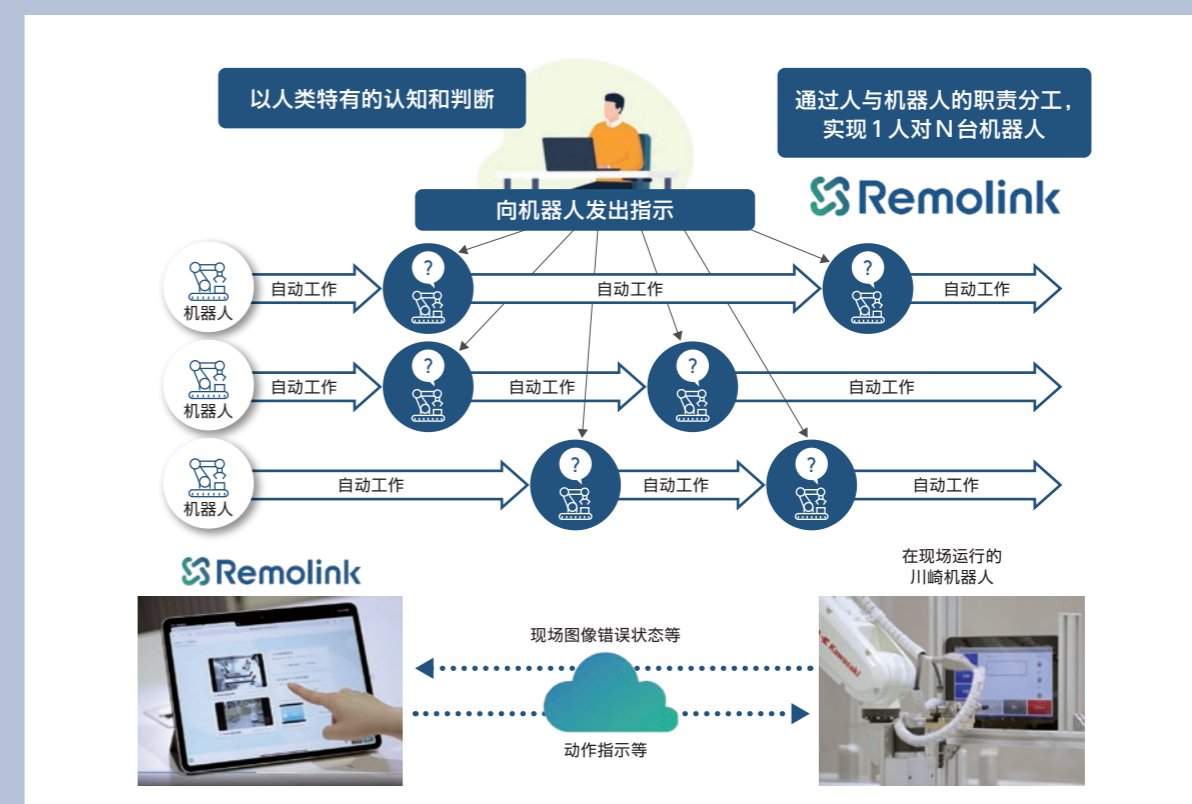 以人类特有的认知和判断
通过人与机器人的职责分工，
实现1人对N台机器人
Remolink
向机器人发出指示
?
?
机器人
自动工作
自动工作
自动工作
?
?
机器人
自动工作
自动工作
自动工作
?
?
机器人
自动工作
自动工作
自动工作
Remolink
在现场运行的
川崎机器人
现场图像错误状态等
Kawasaki
动作指示等